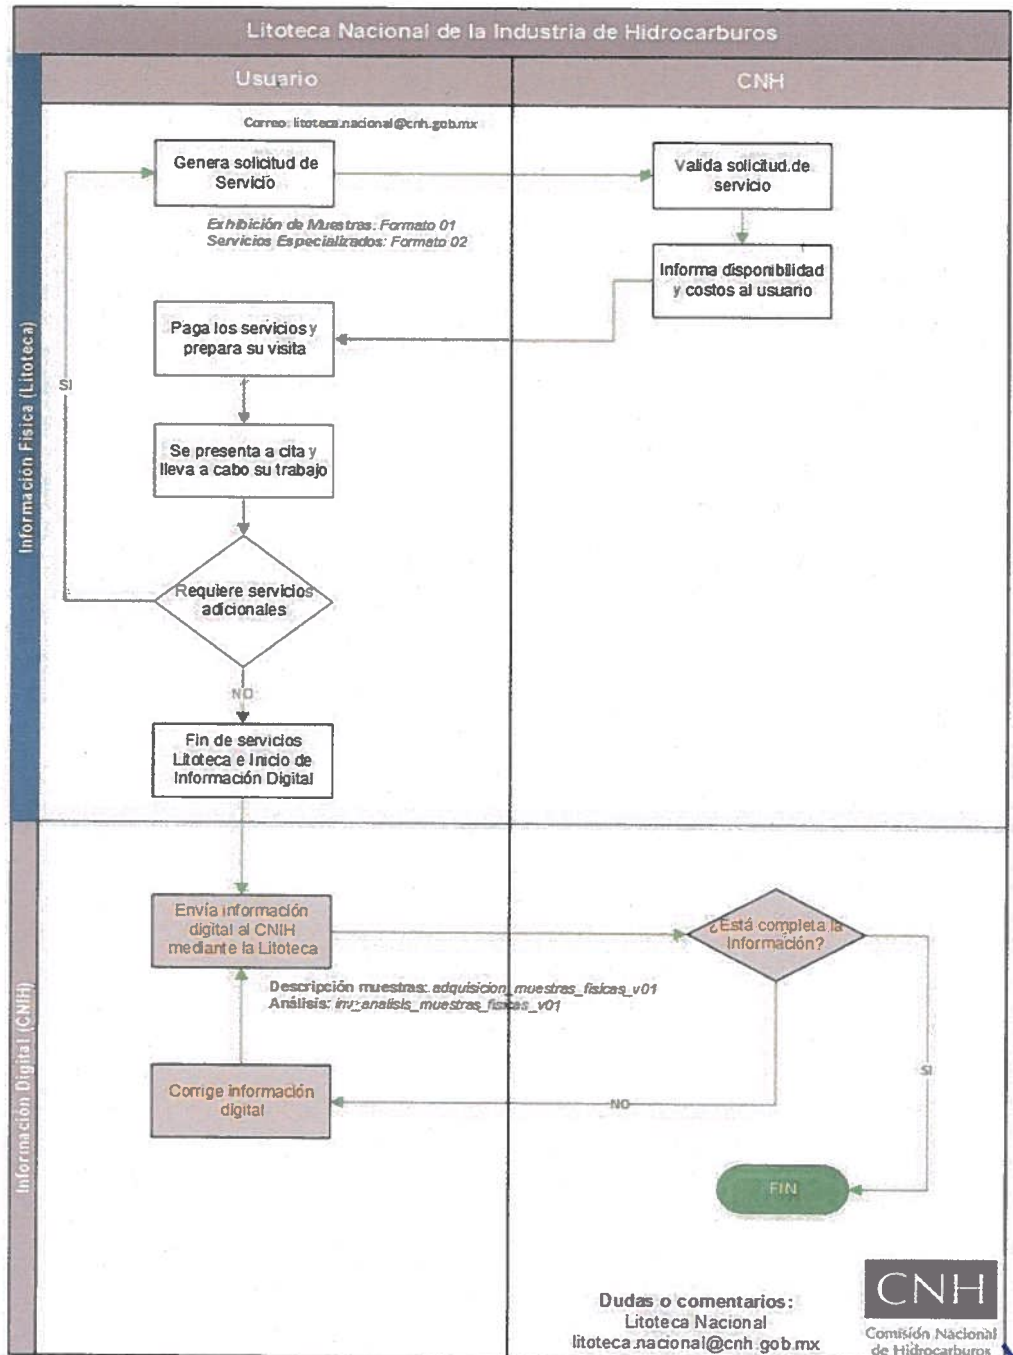 Litoteca Nacional de la Industria de Hidrocarburos
Usuario
CNH
Información Física (Litoteca)
Correo: litoteca.nacional@cnh.gob.mx
Genera solicitud de
Servicio
Valida solicitud de
servicio
Exhibición de Muestras: Formato 01
Servicios Especializados: Formato 02
Informa disponibilidad
y costos al usuario
Paga los servicios y
prepara su visita
SI
Se presenta a cita y
lleva a cabo su trabajo
Requiere servicios
adicionales
NO
Fin de servicios
Litoteca e Inicio de
Información Digital
Información Digital (CNIH)
Envía información
digital al CNIH
mediante la Litoteca
¿Está completa la
Información?
Descripción muestras: adquisicion_muestras_fisicas_v01
Análisis: inv_analisis_muestras_fisicas_v01
SI
Corrige información
digital
NO
FIN
Dudas o comentarios:
Litoteca Nacional
litoteca.nacional@cnh.gob.mx
CNH
Comisión Nacional
de Hidrocarburos